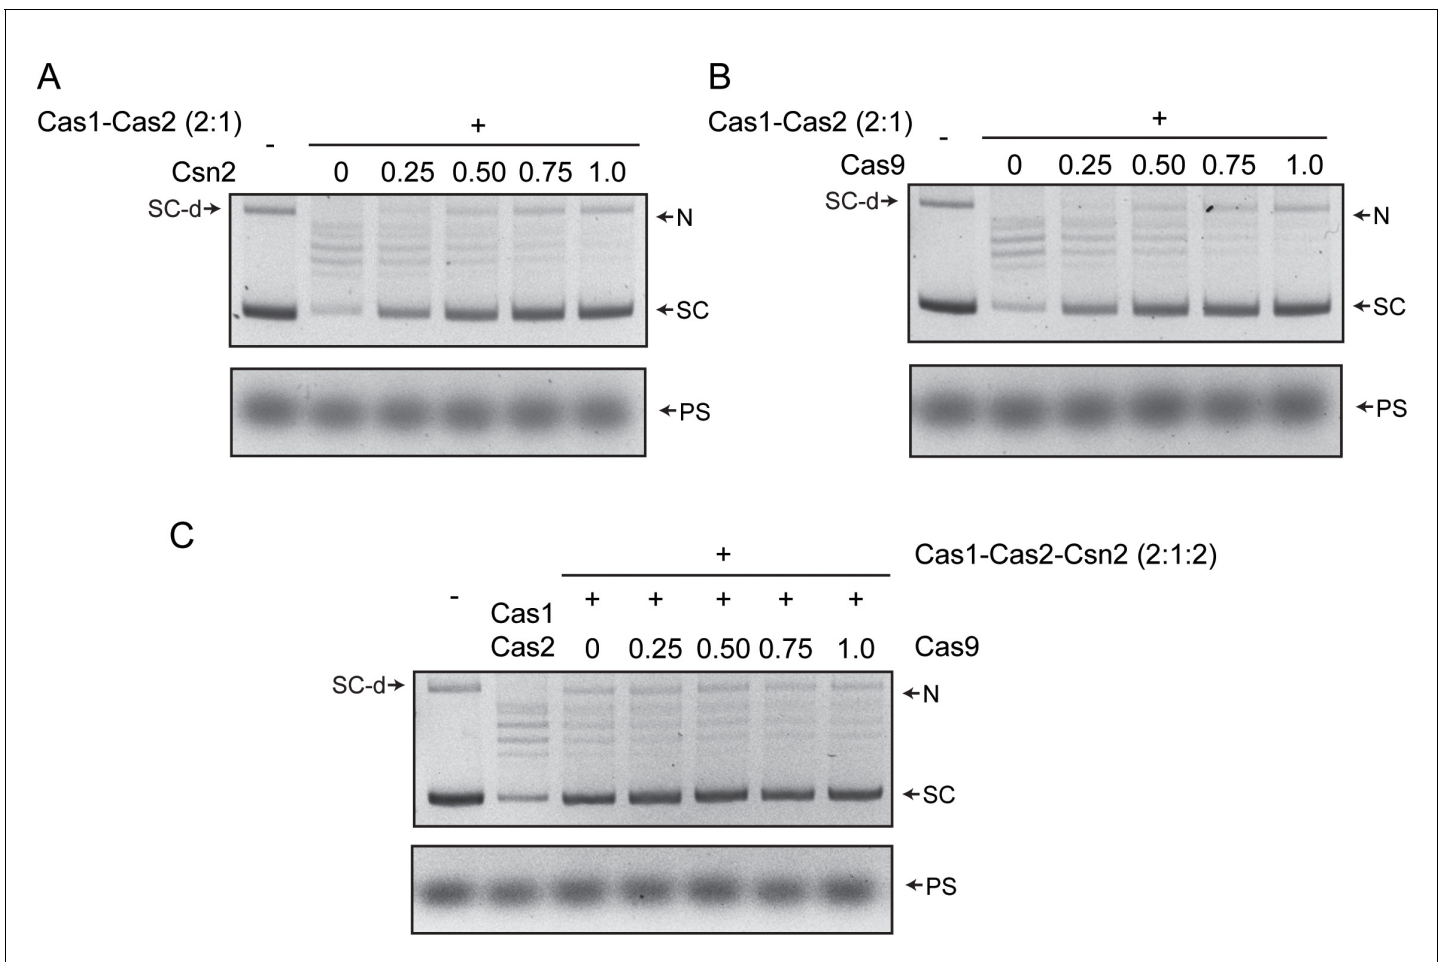 A
Cas1-Cas2 (2:1)
- +
Csn2 0 0.25 0.50 0.75 1.0
SC-d→ ←N
←SC
←PS
B
Cas1-Cas2 (2:1)
- +
Cas9 0 0.25 0.50 0.75 1.0
SC-d→ ←N
←SC
←PS
C
+ Cas1-Cas2-Csn2 (2:1:2)
- + + + + +
Cas1
Cas2 0 0.25 0.50 0.75 1.0 Cas9
SC-d→ ←N
←SC
←PS